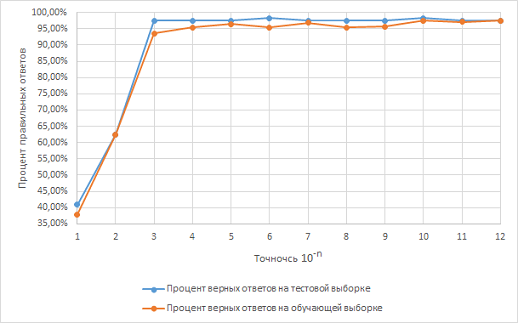 100,00%
95,00%
90,00%
85,00%
80,00%
75,00%
70,00%
65,00%
60,00%
55,00%
50,00%
45,00%
40,00%
35,00%
Процент правильных ответов
1 2 3 4 5 6 7 8 9 10 11 12
Точночсь 10^-n
Процент верных ответов на тестовой выборке
Процент верных ответов на обучающей выборке